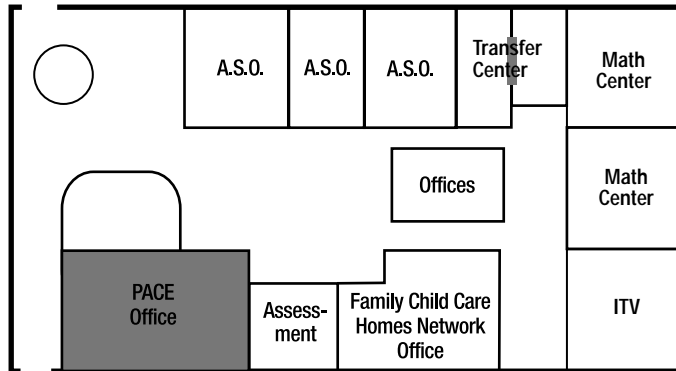 A.S.O.
A.S.O.
A.S.O.
Transfer
Center
Math
Center
Offices
Math
Center
PACE
Office
Assess-
ment
Family Child Care
Homes Network
Office
ITV